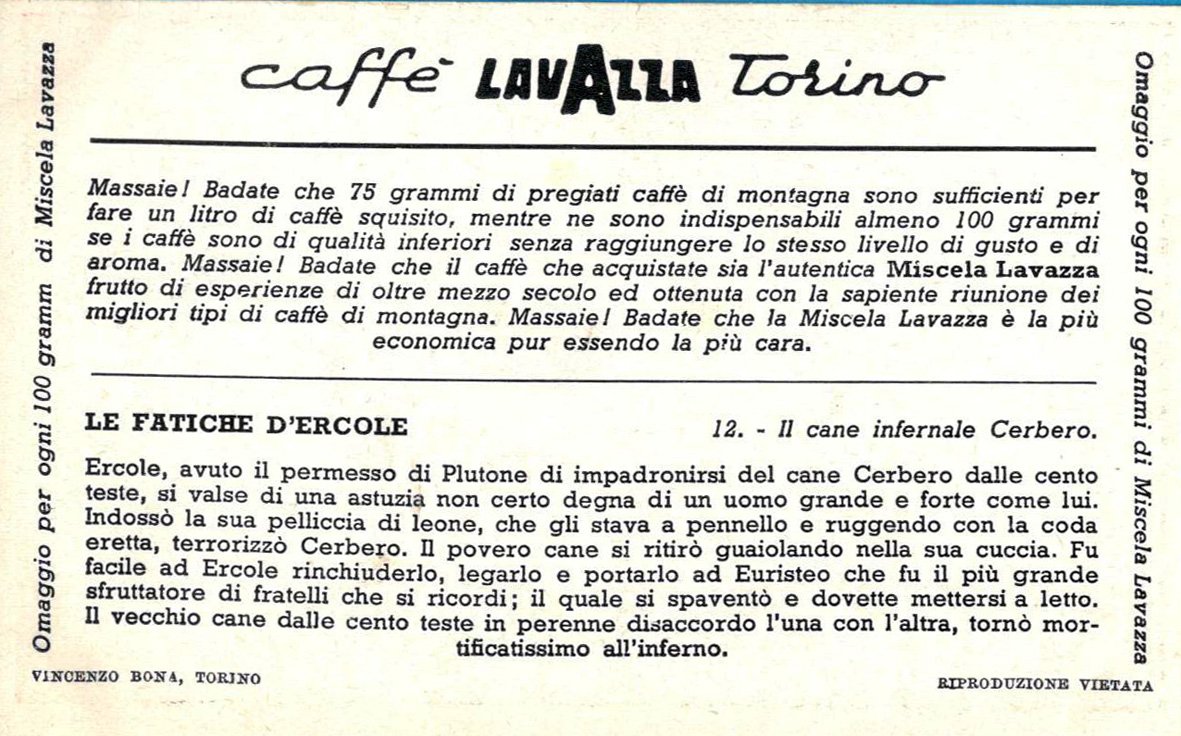 caffè LAVAZZA Torino
Massaie! Badate che 75 grammi di pregiati caffè di montagna sono sufficienti per
fare un litro di caffè squisito, mentre ne sono indispensabili almeno 100 grammi
se i caffè sono di qualità inferiori senza raggiungere lo stesso livello di gusto e di
aroma. Massaie! Badate che il caffè che acquistate sia l'autentica Miscela Lavazza
frutto di esperienze di oltre mezzo secolo ed ottenuta con la sapiente riunione dei
migliori tipi di caffè di montagna. Massaie! Badate che la Miscela Lavazza è la più
economica pur essendo la più cara.
LE FATICHE D'ERCOLE 12. - Il cane infernale Cerbero.
Ercole, avuto il permesso di Plutone di impadronirsi del cane Cerbero dalle cento
teste, si valse di una astuzia non certo degna di un uomo grande e forte come lui.
Indossò la sua pelliccia di leone, che gli stava a pennello e ruggendo con la coda
eretta, terrorizzò Cerbero. Il povero cane si ritirò guaiolando nella sua cuccia. Fu
facile ad Ercole rinchiuderlo, legarlo e portarlo ad Euristeo che fu il più grande
sfruttatore di fratelli che si ricordi; il quale si spaventò e dovette mettersi a letto.
Il vecchio cane dalle cento teste in perenne disaccordo l'una con l'altra, tornò mor-
tificatissimo all'inferno.
Omaggio per ogni 100 gramm di Miscela Lavazza
Omaggio per ogni 100 grammi di Miscela Lavazza
VINCENZO BONA, TORINO
RIPRODUZIONE VIETATA